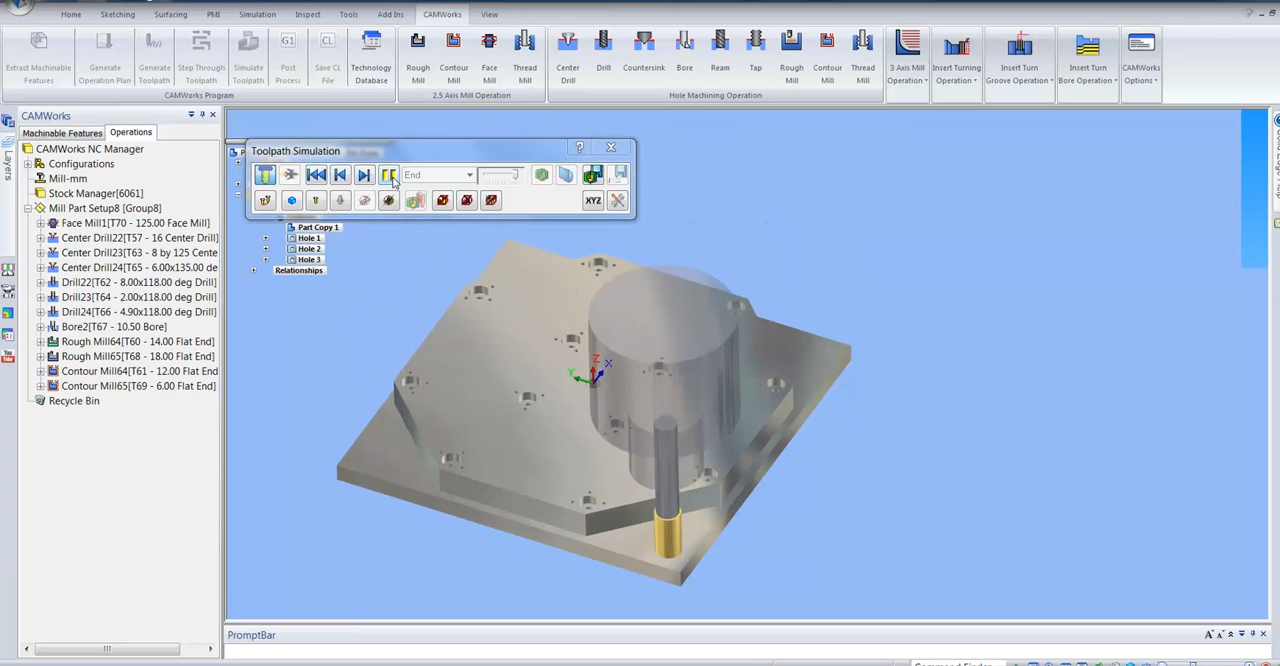 Home Sketching Surfacing PMI Simulation Inspect Tools Add Ins CAMWorks View
Extract Machinable Features
Generate Operation Plan
Generate Toolpath
Step Through Toolpath
Simulate Toolpath
G1
Post Process
CL
Save CL File
Technology Database
Rough Mill
Contour Mill
Face Mill
Thread Mill
Center Drill
Drill
Countersink
Bore
Ream
Tap
Rough Mill
Contour Mill
Thread Mill
3 Axis Mill Operation
Insert Turning Operation
Insert Turn Groove Operation
Insert Turn Bore Operation
CAMWorks Options
CAMWorks Program
2.5 Axis Mill Operation
Hole Machining Operation
CAMWorks
Machinable Features Operations
CAMWorks NC Manager
Configurations
Mill-mm
Stock Manager[6061]
Mill Part Setup8 [Group8]
Face Mill1[T70 - 125.00 Face Mill]
Center Drill22[T57 - 16 Center Drill]
Center Drill23[T63 - 8 by 125 Cente
Center Drill24[T65 - 6.00x135.00 de
Drill22[T62 - 8.00x118.00 deg Drill]
Drill23[T64 - 2.00x118.00 deg Drill]
Drill24[T66 - 4.90x118.00 deg Drill]
Bore2[T67 - 10.50 Bore]
Rough Mill64[T60 - 14.00 Flat End]
Rough Mill65[T68 - 18.00 Flat End]
Contour Mill64[T61 - 12.00 Flat End]
Contour Mill65[T69 - 6.00 Flat End]
Recycle Bin
Layers
You Tube
Toolpath Simulation
End
XYZ
Part Copy 1
Hole 1
Hole 2
Hole 3
Relationships
Z
X
Y
PromptBar
Command Finder